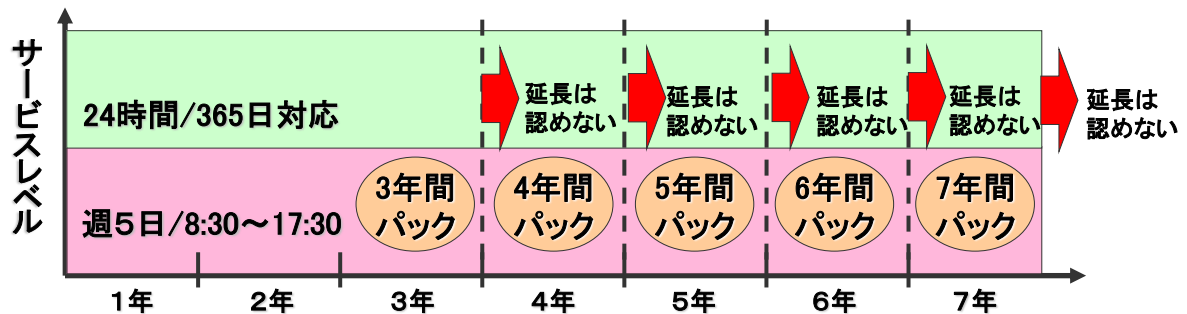 サービスレベル
24時間/365日対応
延長は
認めない
延長は
認めない
延長は
認めない
延長は
認めない
延長は
認めない
週５日/8:30～17:30
3年間
パック
4年間
パック
5年間
パック
6年間
パック
7年間
パック
１年
２年
３年
４年
５年
６年
７年